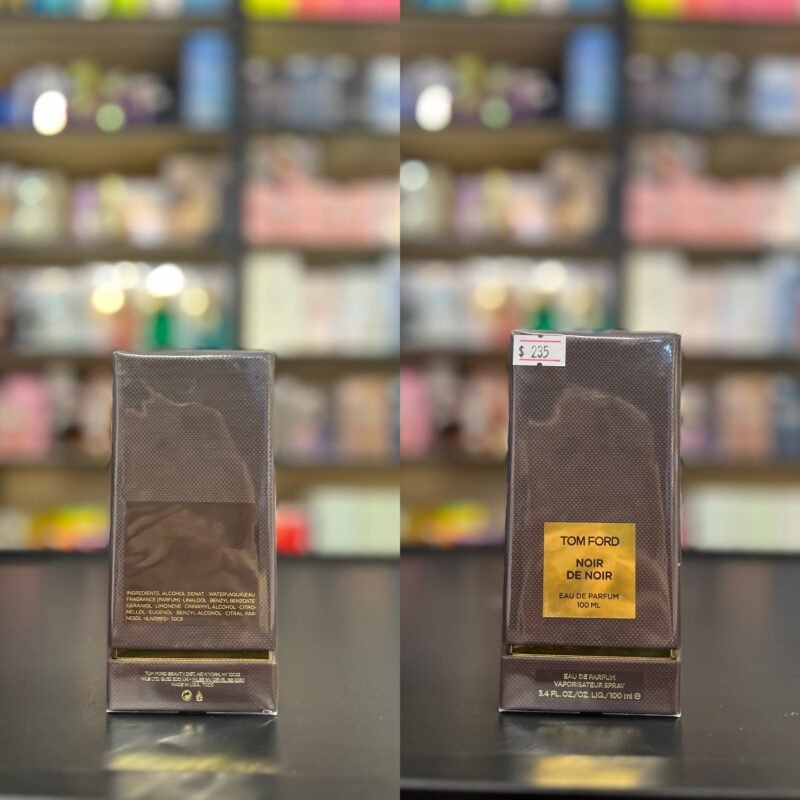 INGREDIENTS: ALCOHOL DENAT. WATER\AQUA\EAU
FRAGRANCE (PARFUM) LINALOOL BENZYL BENZOATE
GERANIOL LIMONENE CINNAMYL ALCOHOL CITRO-
NELLOL EUGENOL BENZYL ALCOHOL CITRAL FAR-
NESOL
TOM FORD BEAUTY, DIST. NEW YORK, NY 10022
MADE IN U.S.A.
$ 235
TOM FORD
NOIR
DE NOIR
EAU DE PARFUM
100 ML
EAU DE PARFUM
VAPORISATEUR SPRAY
3.4 FL.OZ./OZ. LIQ./100 ml e